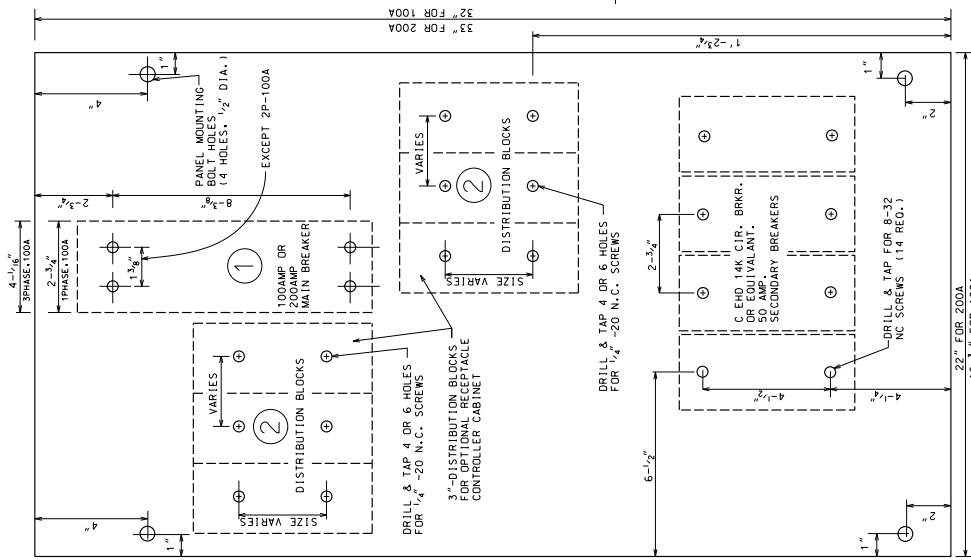 32" FOR 100A
33" FOR 200A
1'-2-3/4"
1"
4"
PANEL MOUNTING
BOLT HOLES
(4 HOLES. 1/2" DIA.)
EXCEPT 2P-100A
2-3/4"
8-3/8"
4-1/16"
3PHASE.100A
2-3/4"
1PHASE.100A
1 3/8"
1
100AMP OR
200AMP
MAIN BREAKER
VARIES
2
DISTRIBUTION BLOCKS
SIZE VARIES
DRILL & TAP 4 OR 6 HOLES
FOR 1/4" -20 N.C. SCREWS
1"
2"
VARIES
2
DISTRIBUTION BLOCKS
SIZE VARIES
DRILL & TAP 4 OR 6 HOLES
FOR 1/4" -20 N.C. SCREWS
3"-DISTRIBUTION BLOCKS
FOR OPTIONAL RECEPTACLE
CONTROLLER CABINET
2-3/4"
C EHD 14K CIR. BRKR.
OR EQUIVALANT.
50 AMP.
SECONDARY BREAKERS
DRILL & TAP FOR 8-32
NC SCREWS (14 REQ.)
4-1/2"
4-1/4"
6-1/2"
4"
1"
1"
2"
22" FOR 200A